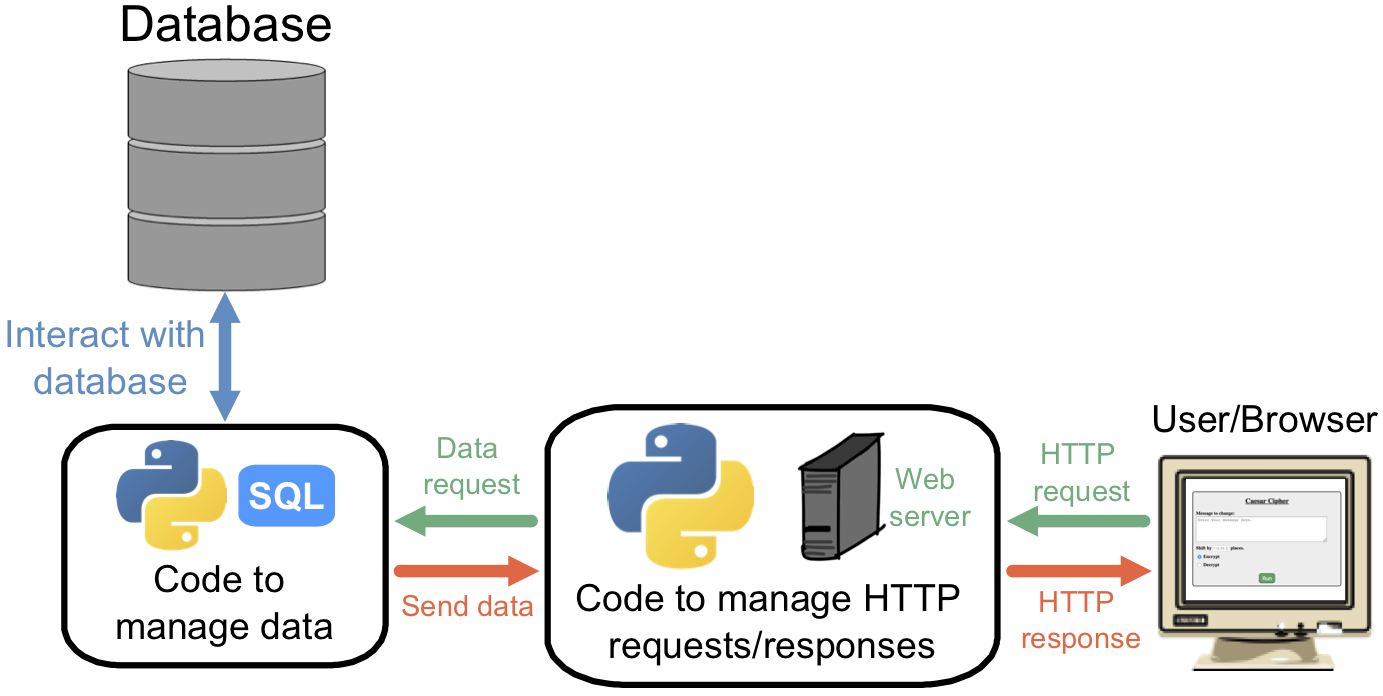 Database
Interact with
database
SQL
Code to
manage data
Data
request
Send data
Web
server
Code to manage HTTP
requests/responses
HTTP
request
HTTP
response
User/Browser
Caesar Cipher
Message to change:
Enter your message here.
Shift by
places.
Encrypt
Decrypt
Run